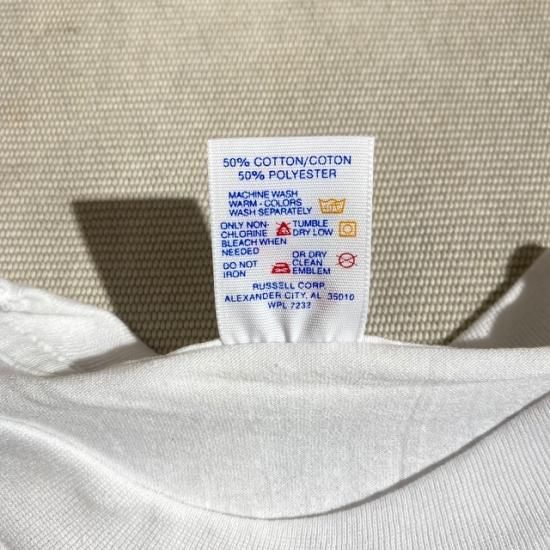 50% COTTON/COTON
50% POLYESTER
MACHINE WASH
WARM - COLORS
WASH SEPARATELY
ONLY NON-
CHLORINE
BLEACH WHEN
NEEDED
TUMBLE
DRY LOW
DO NOT
IRON
OR DRY
CLEAN
EMBLEM
RUSSELL CORP.
ALEXANDER CITY, AL 35010
WPL 7233